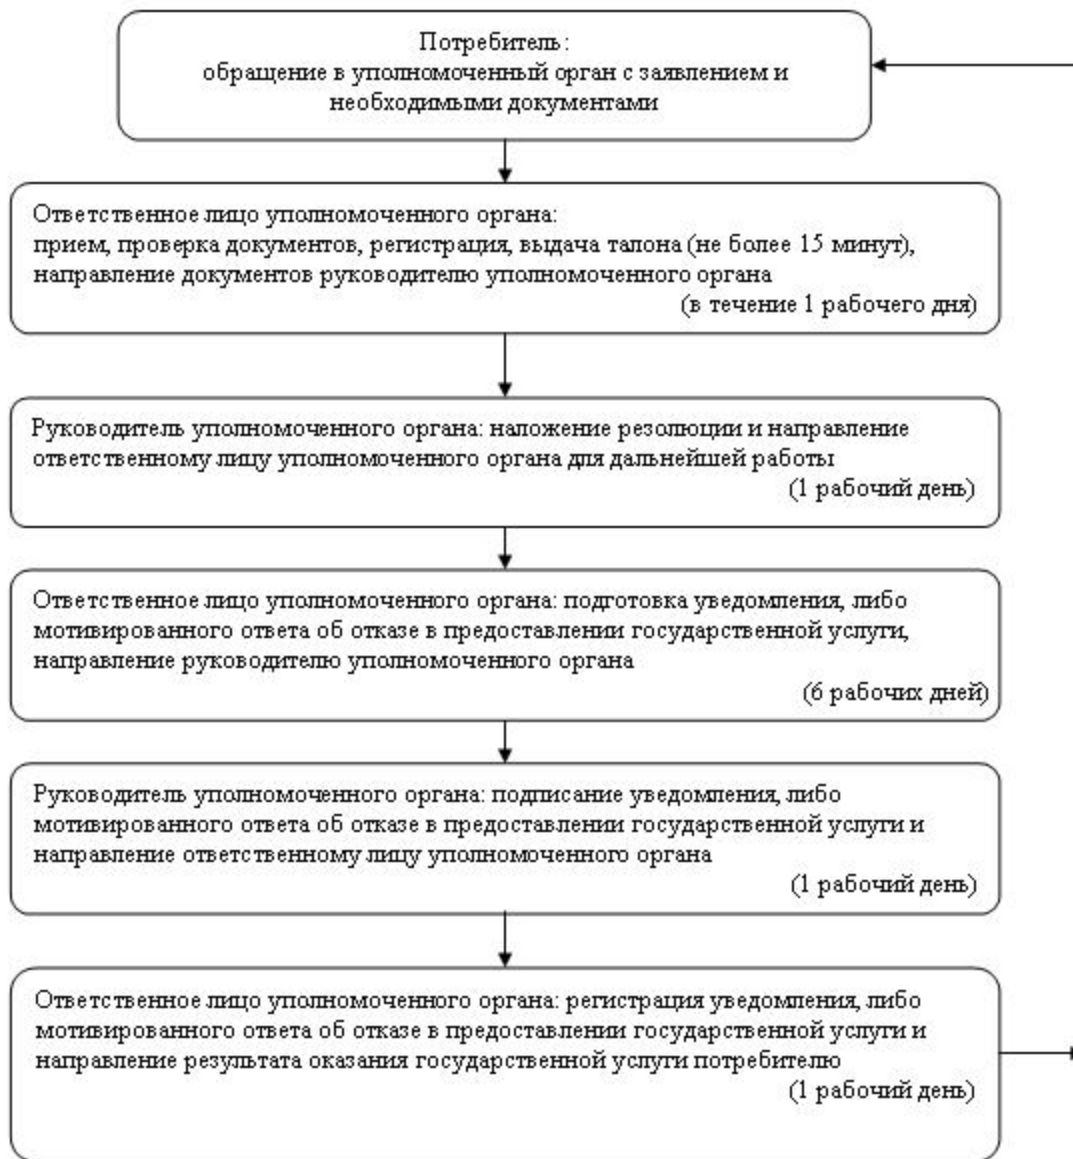 Потребитель:
обращение в уполномоченный орган с заявлением и
необходимыми документами
Ответственное лицо уполномоченного органа:
прием, проверка документов, регистрация, выдача талона (не более 15 минут),
направление документов руководителю уполномоченного органа
(в течение 1 рабочего дня)
Руководитель уполномоченного органа: наложение резолюции и направление
ответственному лицу уполномоченного органа для дальнейшей работы
(1 рабочий день)
Ответственное лицо уполномоченного органа: подготовка уведомления, либо
мотивированного ответа об отказе в предоставлении государственной услуги,
направление руководителю уполномоченного органа
(6 рабочих дней)
Руководитель уполномоченного органа: подписание уведомления, либо
мотивированного ответа об отказе в предоставлении государственной услуги и
направление ответственному лицу уполномоченного органа
(1 рабочий день)
Ответственное лицо уполномоченного органа: регистрация уведомления, либо
мотивированного ответа об отказе в предоставлении государственной услуги и
направление результата оказания государственной услуги потребителю
(1 рабочий день)